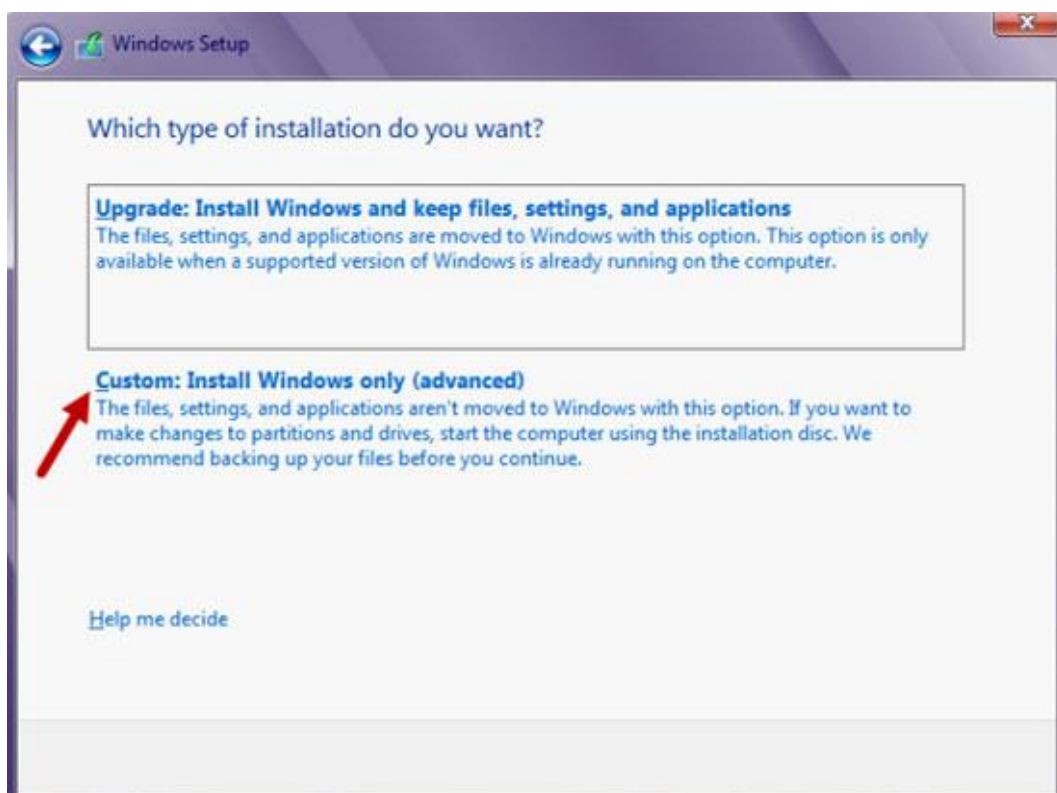 Windows Setup
Which type of installation do you want?
Upgrade: Install Windows and keep files, settings, and applications
The files, settings, and applications are moved to Windows with this option. This option is only
available when a supported version of Windows is already running on the computer.
Custom: Install Windows only (advanced)
The files, settings, and applications aren't moved to Windows with this option. If you want to
make changes to partitions and drives, start the computer using the installation disc. We
recommend backing up your files before you continue.
Help me decide